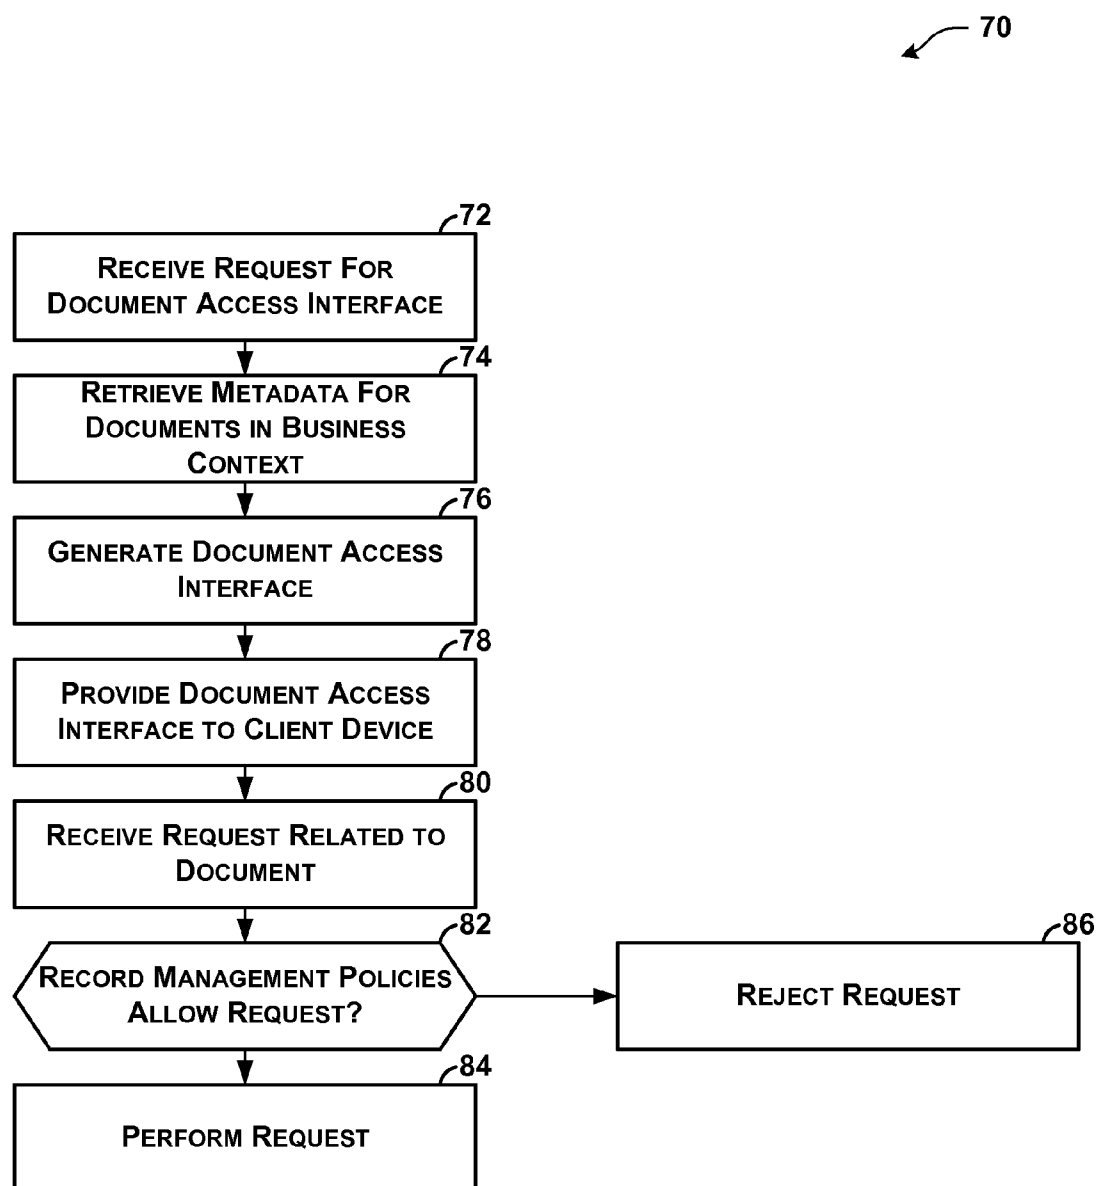 70
72
RECEIVE REQUEST FOR
DOCUMENT ACCESS INTERFACE
74
RETRIEVE METADATA FOR
DOCUMENTS IN BUSINESS
CONTEXT
76
GENERATE DOCUMENT ACCESS
INTERFACE
78
PROVIDE DOCUMENT ACCESS
INTERFACE TO CLIENT DEVICE
80
RECEIVE REQUEST RELATED TO
DOCUMENT
82
RECORD MANAGEMENT POLICIES
ALLOW REQUEST?
86
REJECT REQUEST
84
PERFORM REQUEST